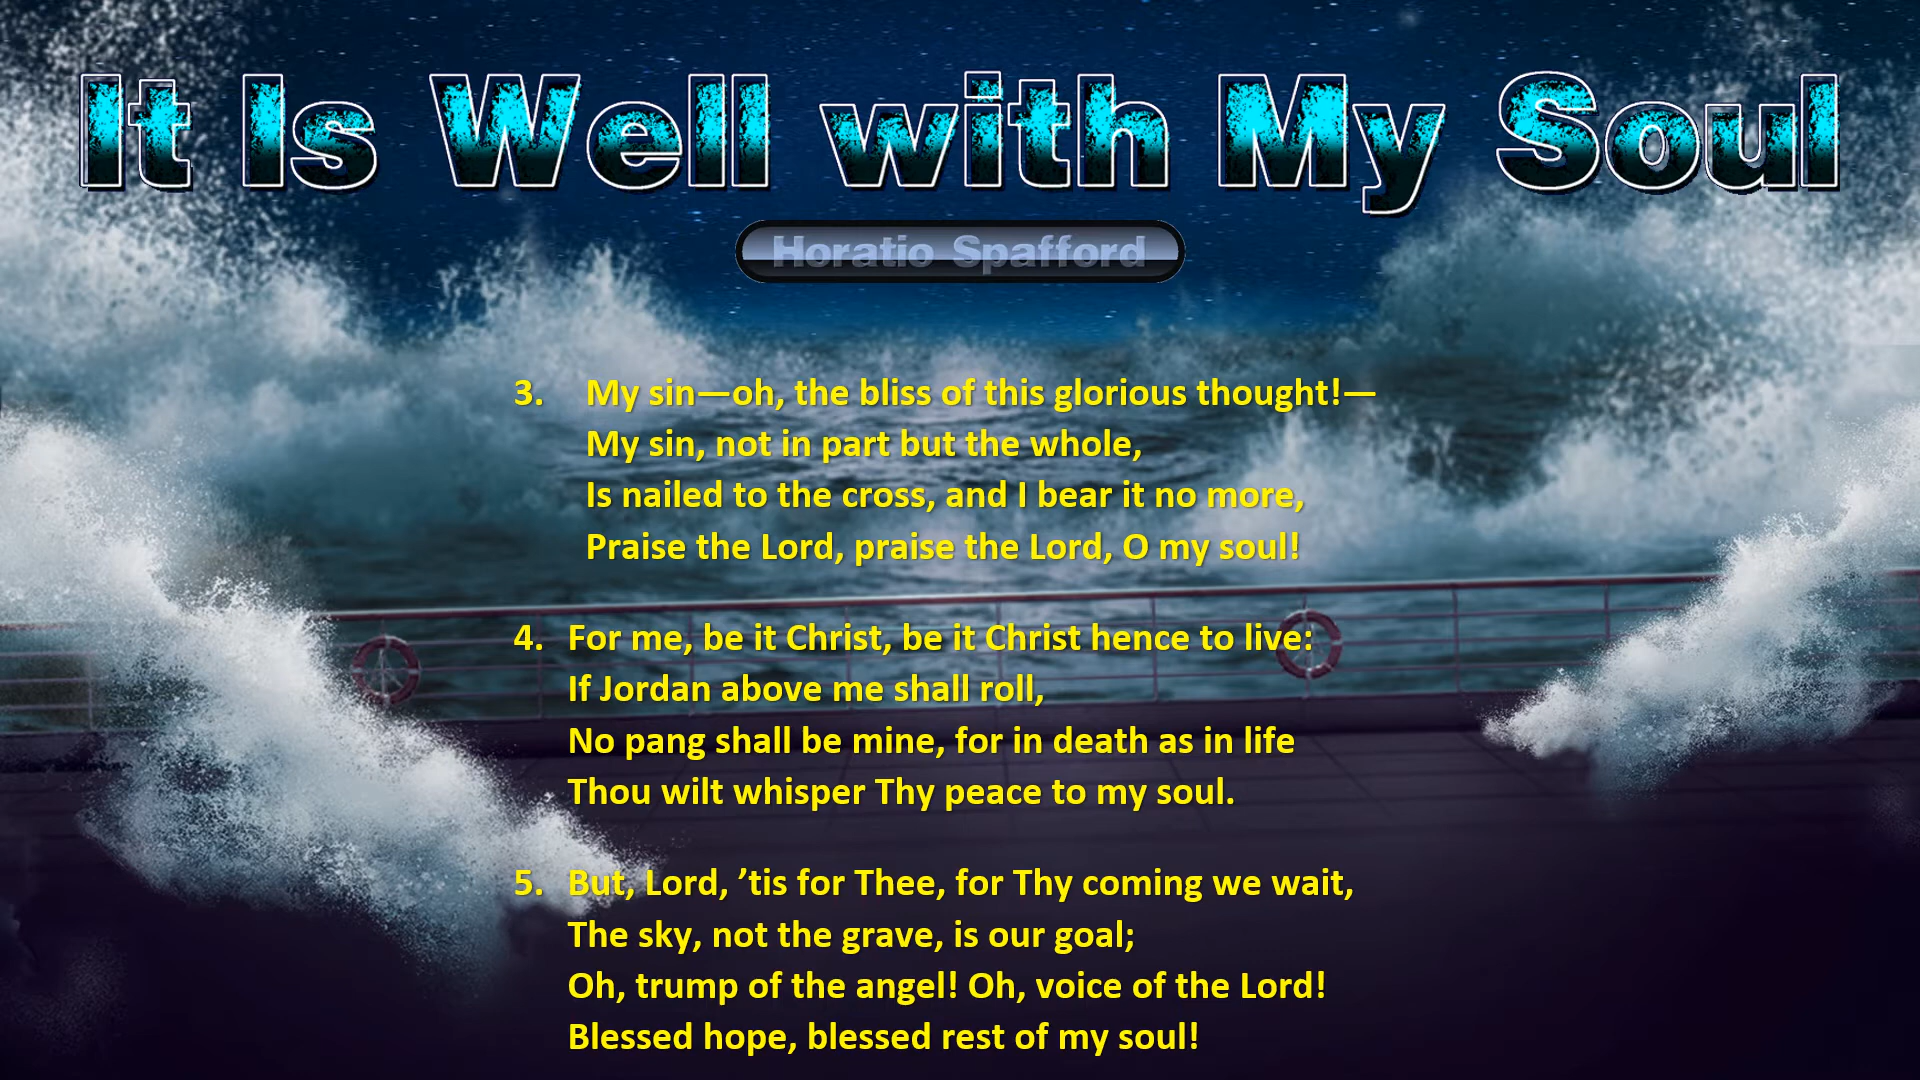 It Is Well with My Soul
Horatio Spafford
3. My sin—oh, the bliss of this glorious thought!—
My sin, not in part but the whole,
Is nailed to the cross, and I bear it no more,
Praise the Lord, praise the Lord, O my soul!
4. For me, be it Christ, be it Christ hence to live:
If Jordan above me shall roll,
No pang shall be mine, for in death as in life
Thou wilt whisper Thy peace to my soul.
5. But, Lord, ’tis for Thee, for Thy coming we wait,
The sky, not the grave, is our goal;
Oh, trump of the angel! Oh, voice of the Lord!
Blessed hope, blessed rest of my soul!